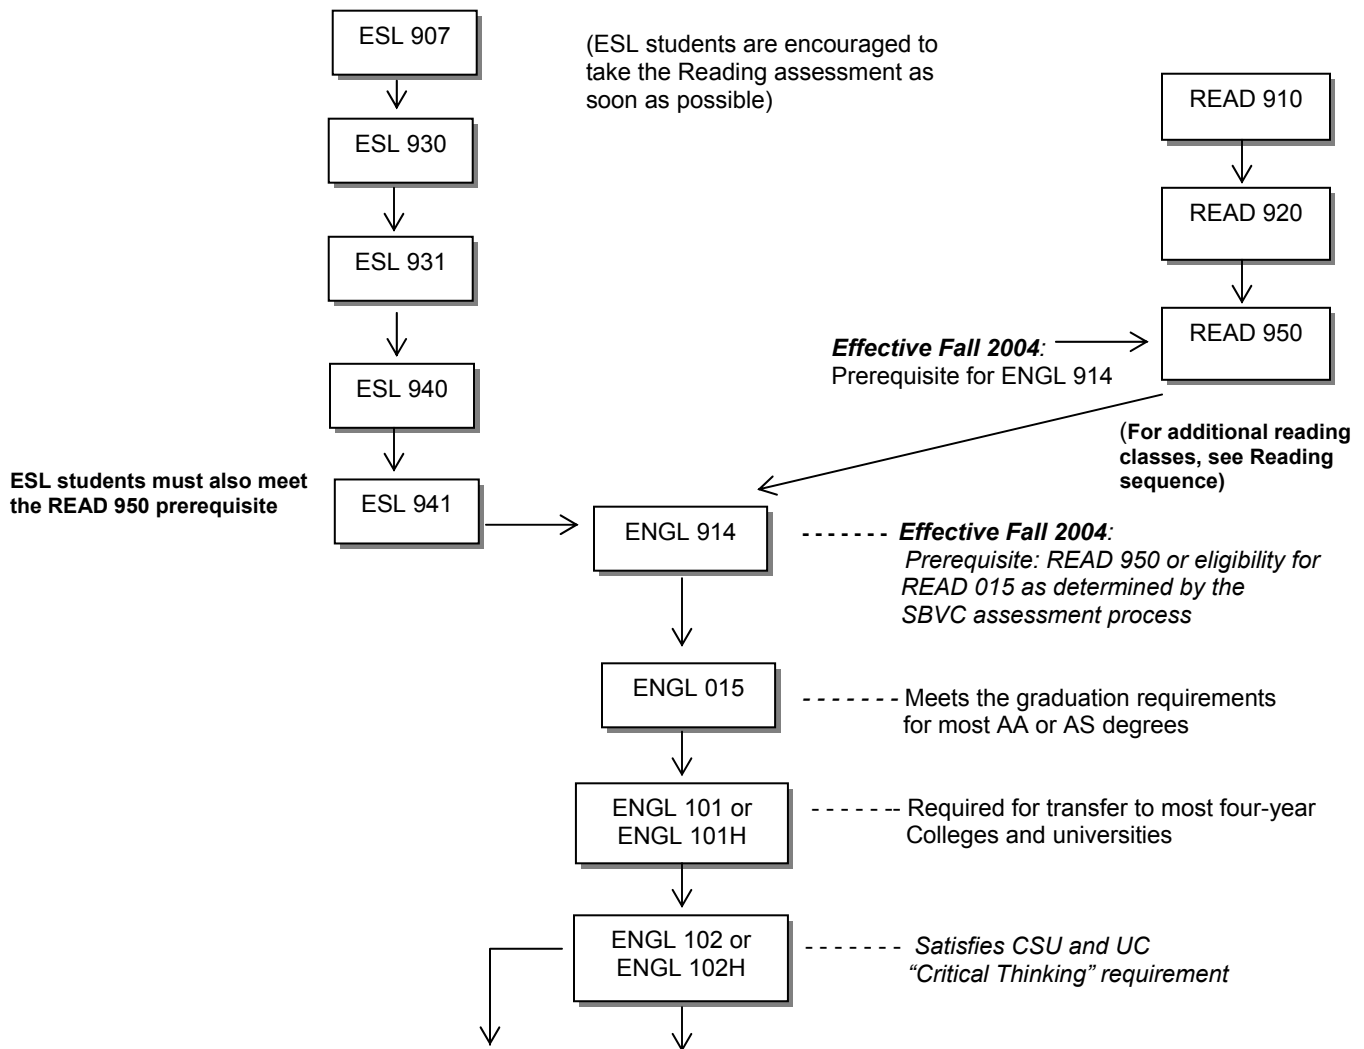 ESL 907
(ESL students are encouraged to
take the Reading assessment as
soon as possible)
READ 910
ESL 930
READ 920
ESL 931
READ 950
Effective Fall 2004:
Prerequisite for ENGL 914
ESL 940
(For additional reading
classes, see Reading
sequence)
ESL students must also meet
the READ 950 prerequisite
ESL 941
ENGL 914
Effective Fall 2004:
Prerequisite: READ 950 or eligibility for
READ 015 as determined by the
SBVC assessment process
ENGL 015
Meets the graduation requirements
for most AA or AS degrees
ENGL 101 or
ENGL 101H
Required for transfer to most four-year
Colleges and universities
ENGL 102 or
ENGL 102H
Satisfies CSU and UC
“Critical Thinking” requirement